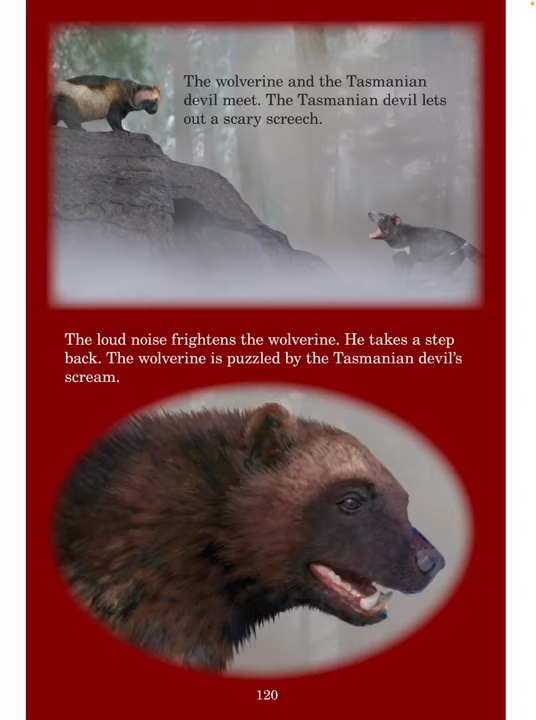 The wolverine and the Tasmanian
devil meet. The Tasmanian devil lets
out a scary screech.
The loud noise frightens the wolverine. He takes a step
back. The wolverine is puzzled by the Tasmanian devil’s
scream.
120